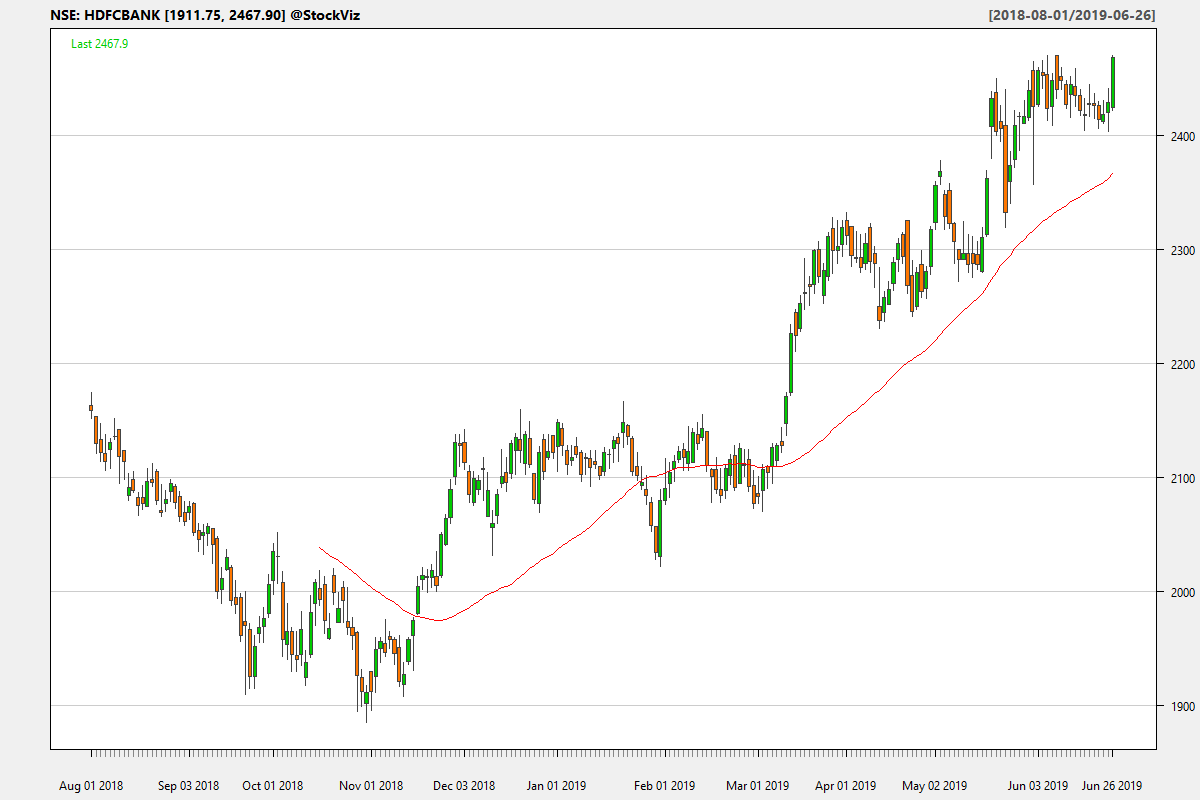 NSE: HDFCBANK [1911.75, 2467.90] @StockViz [2018-08-01/2019-06-26]
Last 2467.9
2400
2300
2200
2100
2000
1900
Aug 01 2018 Sep 03 2018 Oct 01 2018 Nov 01 2018 Dec 03 2018 Jan 01 2019 Feb 01 2019 Mar 01 2019 Apr 01 2019 May 02 2019 Jun 03 2019 Jun 26 2019